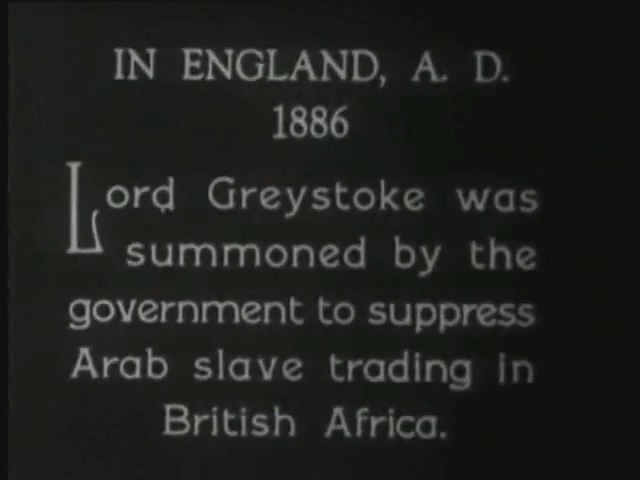 IN ENGLAND, A. D.
1886
Lord Greystoke was
summoned by the
government to suppress
Arab slave trading in
British Africa.